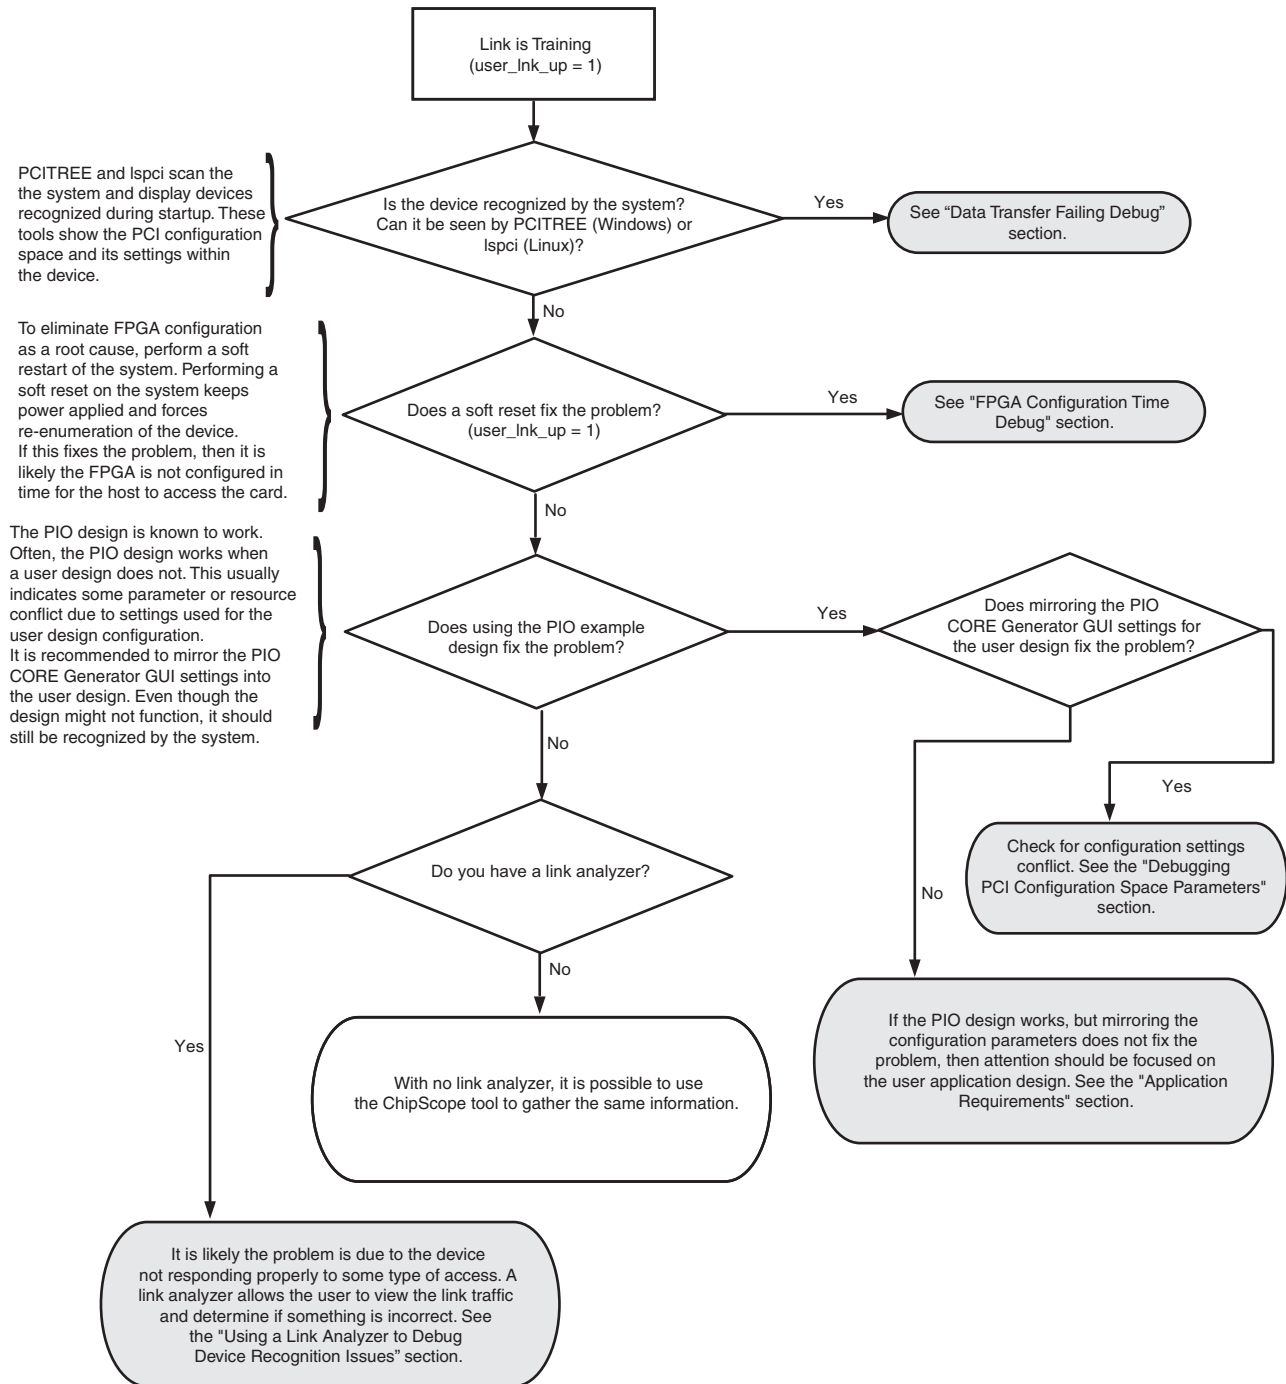 Link is Training
(user_lnk_up = 1)
PCITREE and lspci scan the
the system and display devices
recognized during startup. These
tools show the PCI configuration
space and its settings within
the device.
Is the device recognized by the system?
Can it be seen by PCITREE (Windows) or
lspci (Linux)?
Yes
See “Data Transfer Failing Debug”
section.
No
To eliminate FPGA configuration
as a root cause, perform a soft
restart of the system. Performing a
soft reset on the system keeps
power applied and forces
re-enumeration of the device.
If this fixes the problem, then it is
likely the FPGA is not configured in
time for the host to access the card.
Does a soft reset fix the problem?
(user_lnk_up = 1)
Yes
See "FPGA Configuration Time
Debug" section.
No
The PIO design is known to work.
Often, the PIO design works when
a user design does not. This usually
indicates some parameter or resource
conflict due to settings used for the
user design configuration.
It is recommended to mirror the PIO
CORE Generator GUI settings into
the user design. Even though the
design might not function, it should
still be recognized by the system.
Does using the PIO example
design fix the problem?
Yes
Does mirroring the PIO
CORE Generator GUI settings for
the user design fix the problem?
No
Yes
Do you have a link analyzer?
Check for configuration settings
conflict. See the "Debugging
PCI Configuration Space Parameters"
section.
No
No
Yes
With no link analyzer, it is possible to use
the ChipScope tool to gather the same information.
If the PIO design works, but mirroring the
configuration parameters does not fix the
problem, then attention should be focused on
the user application design. See the "Application
Requirements" section.
It is likely the problem is due to the device
not responding properly to some type of access. A
link analyzer allows the user to view the link traffic
and determine if something is incorrect. See
the "Using a Link Analyzer to Debug
Device Recognition Issues” section.